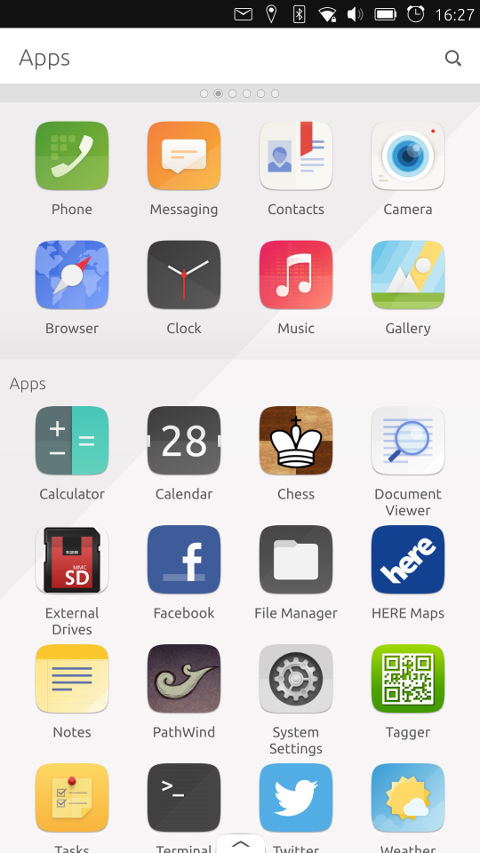 16:27
Apps
Phone Messaging Contacts Camera
Browser Clock Music Gallery
Apps
28
Calculator Calendar Chess Document Viewer
MMC
SD
f
here
External Drives Facebook File Manager HERE Maps
Notes PathWind System Settings Tagger
>_
Tasks Terminal Twitter Weather